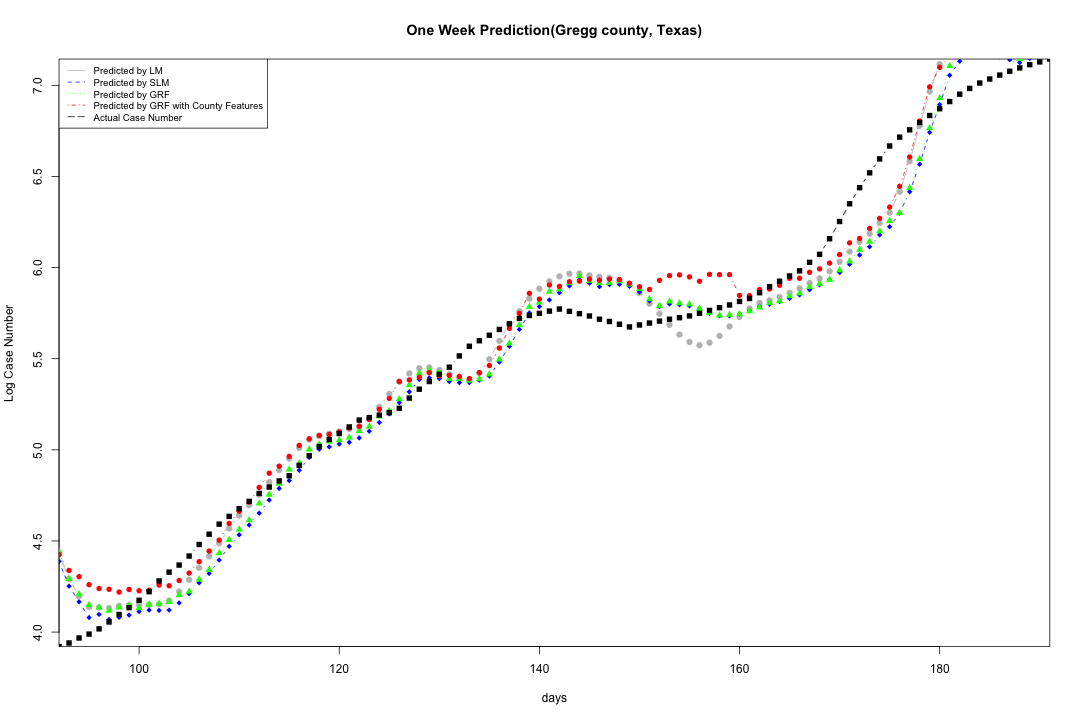 One Week Prediction(Gregg county, Texas)
Predicted by LM
Predicted by SLM
Predicted by GRF
Predicted by GRF with County Features
Actual Case Number
7.0
6.5
6.0
5.5
5.0
4.5
4.0
Log Case Number
100 120 140 160 180
days